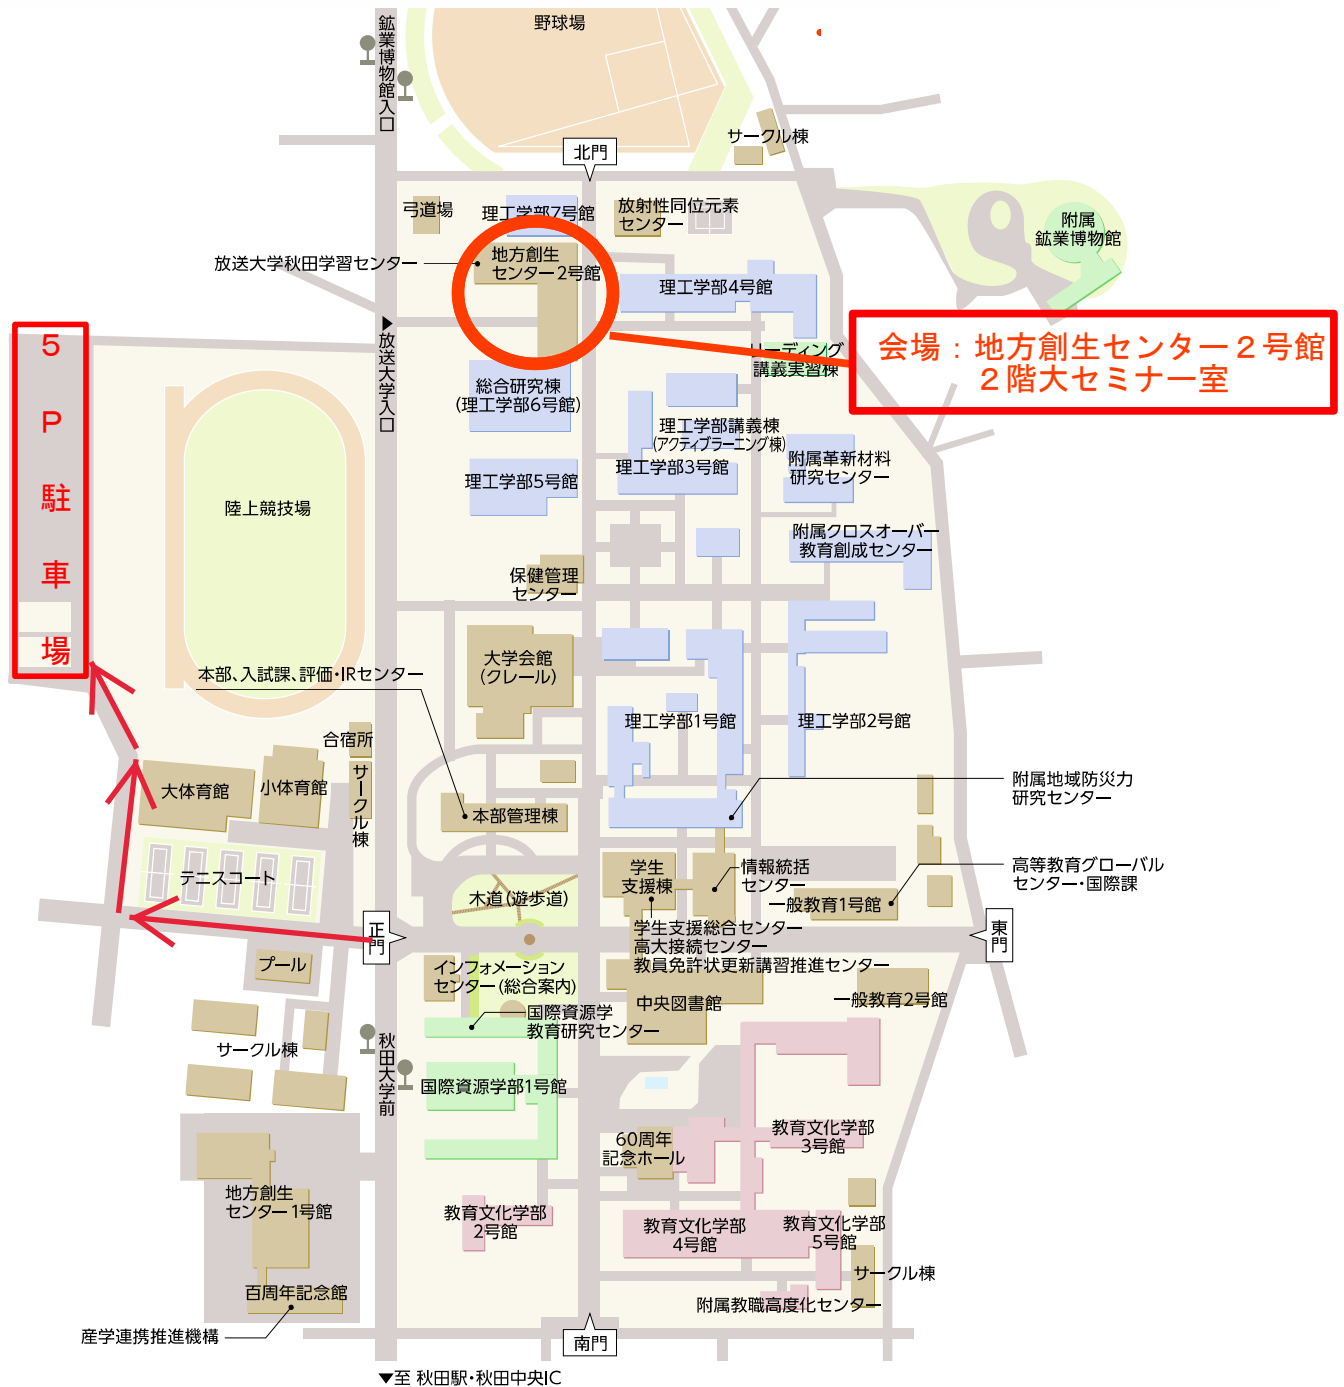 野球場
鉱業博物館入口
サークル棟
北門
弓道場
理工学部7号館
放射性同位元素
センター
附属
鉱業博物館
放送大学秋田学習センター
地方創生
センター2号館
理工学部4号館
▶放送大学入口
5P駐車場
会場：地方創生センター２号館
２階大セミナー室
リーディング
講義実習棟
総合研究棟
(理工学部6号館)
理工学部講義棟
(アクティブラーニング棟)
理工学部3号館
附属革新材料
研究センター
理工学部5号館
陸上競技場
附属クロスオーバー
教育創成センター
保健管理
センター
大学会館
(クレール)
本部、入試課、評価・IRセンター
理工学部1号館
理工学部2号館
合宿所
サークル棟
大体育館
小体育館
本部管理棟
附属地域防災力
研究センター
学生
支援棟
情報統括
センター
高等教育グローバル
センター・国際課
テニスコート
木道(遊歩道)
一般教育1号館
正門
学生支援総合センター
高大接続センター
教員免許状更新講習推進センター
東門
プール
インフォメーション
センター(総合案内)
中央図書館
一般教育2号館
国際資源学
教育研究センター
サークル棟
秋田大学前
国際資源学部1号館
60周年
記念ホール
教育文化学部
3号館
地方創生
センター1号館
教育文化学部
2号館
教育文化学部
4号館
教育文化学部
5号館
サークル棟
百周年記念館
附属教職高度化センター
産学連携推進機構
南門
▼至 秋田駅・秋田中央IC